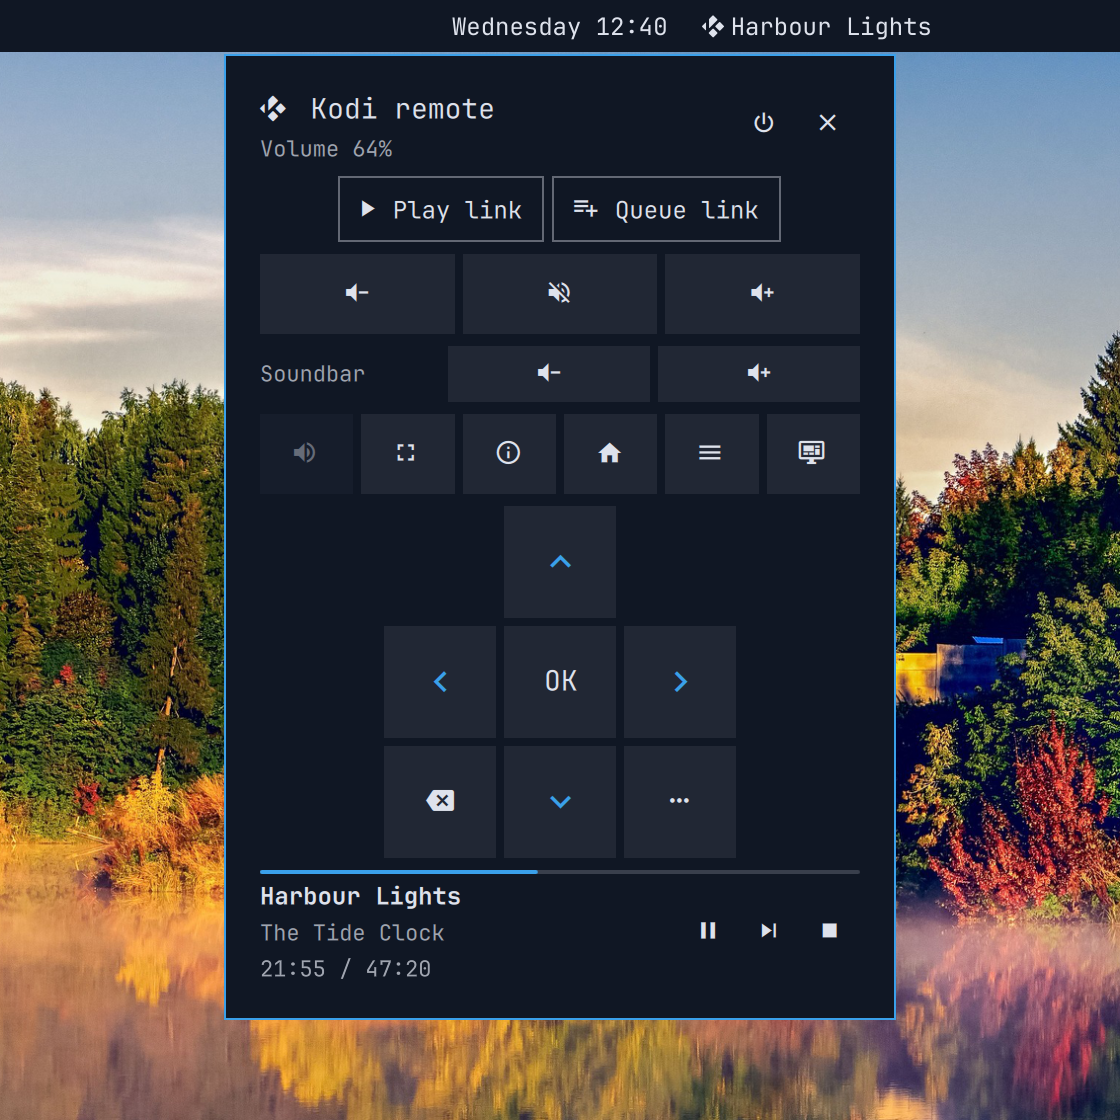 Wednesday 12:40 Harbour Lights
Kodi remote
Volume 64%
Play link Queue link
Soundbar
OK
Harbour Lights
The Tide Clock
21:55 / 47:20